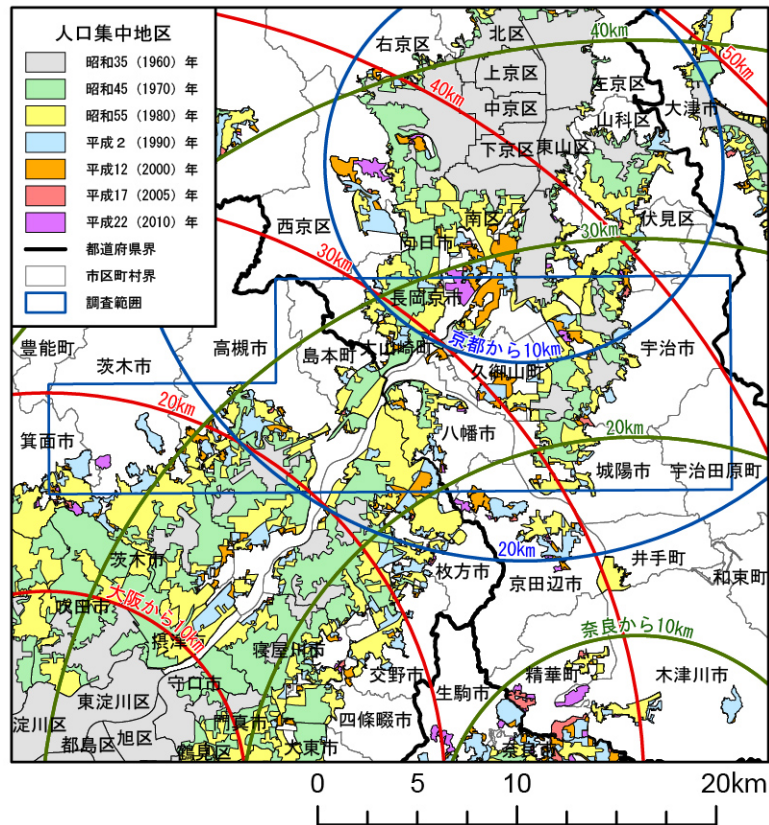 人口集中地区
昭和35（1960）年
昭和45（1970）年
昭和55（1980）年
平成２（1990）年
平成12（2000）年
平成17（2005）年
平成22（2010）年
都道府県界
市区町村界
調査範囲
北区
右京区
40km
50km
上京区
左京区
40km
大津市
中京区
山科区
下京区
東山区
西京区
南区
伏見区
向日市
30km
30km
長岡京市
京都から10km
豊能町
茨木市
高槻市
島本町
大山崎町
久御山町
宇治市
20km
箕面市
八幡市
20km
城陽市
宇治田原町
20km
茨木市
枚方市
京田辺市
井手町
和束町
大阪から10km
吹田市
奈良から10km
摂津市
寝屋川市
守口市
交野市
生駒市
精華町
木津川市
東淀川区
淀川区
旭区
門真市
四條畷市
都島区
鶴見区
大東市
奈良市
0
5
10
20km